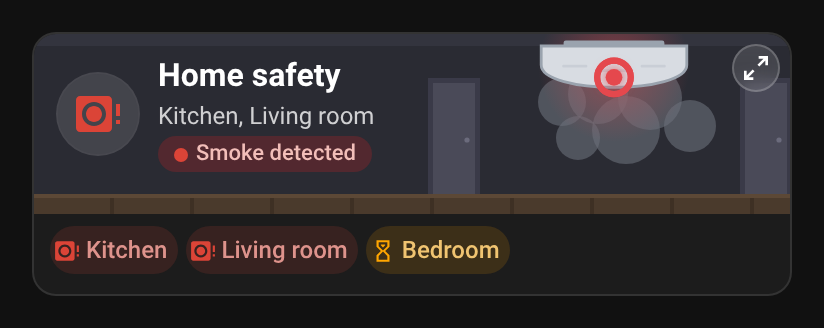 Home safety
Kitchen, Living room
Smoke detected
Kitchen
Living room
Bedroom